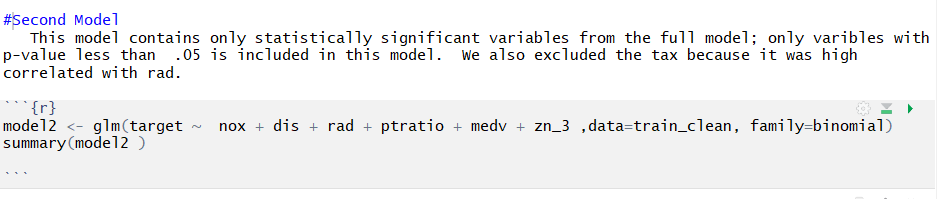 #Second Model
This model contains only statistically significant variables from the full model; only varibles with
p-value less than .05 is included in this model. We also excluded the tax because it was high
correlated with rad.
```{r}
model2 <- glm(target ~ nox + dis + rad + ptratio + medv + zn_3 ,data=train_clean, family=binomial)
summary(model2 )
```